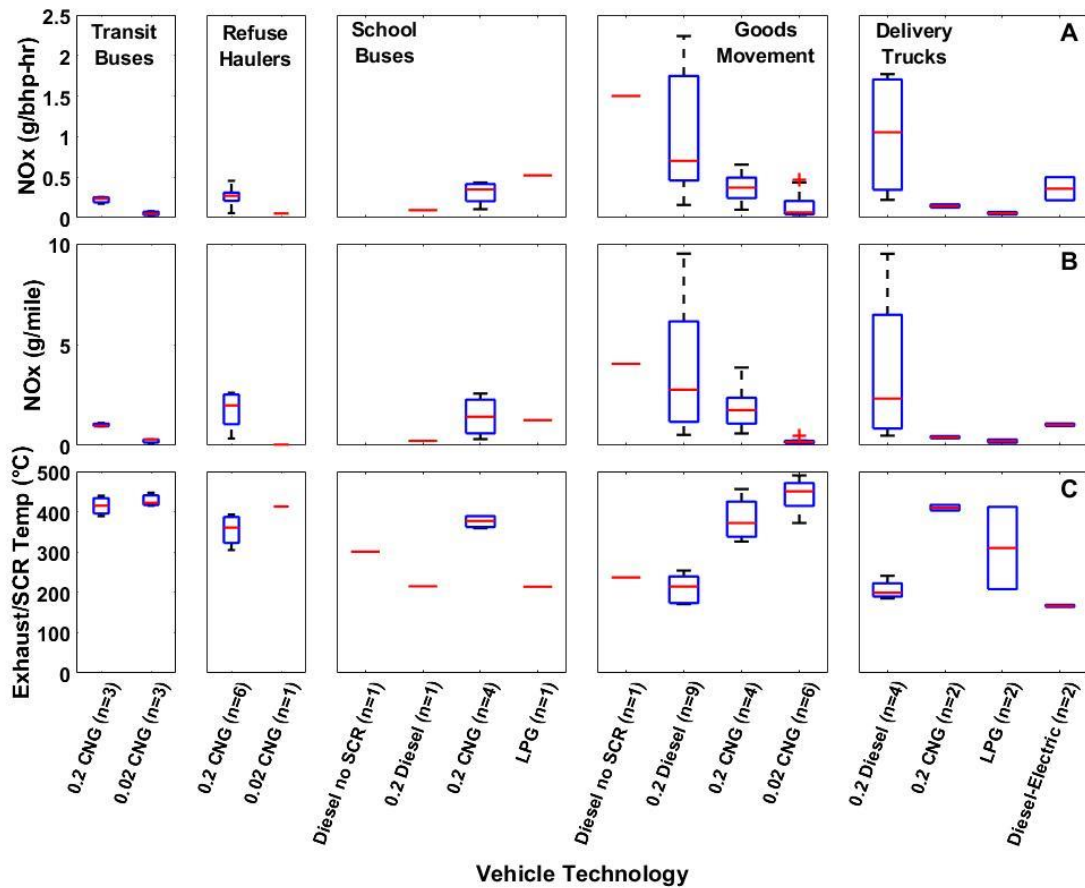 Transit
Buses
Refuse
Haulers
School
Buses
Goods
Movement
Delivery
Trucks
A
NOx (g/bhp-hr)
2.5
2
1.5
1
0.5
0
B
NOx (g/mile)
10
5
0
C
Exhaust/SCR Temp (°C)
500
400
300
200
100
0
0.2 CNG (n=3)
0.02 CNG (n=3)
0.2 CNG (n=6)
0.02 CNG (n=1)
Diesel no SCR (n=1)
0.2 Diesel (n=1)
0.2 CNG (n=4)
LPG (n=1)
Diesel no SCR (n=1)
0.2 Diesel (n=9)
0.2 CNG (n=4)
0.02 CNG (n=6)
0.2 Diesel (n=4)
0.2 CNG (n=2)
LPG (n=2)
Diesel-Electric (n=2)
Vehicle Technology